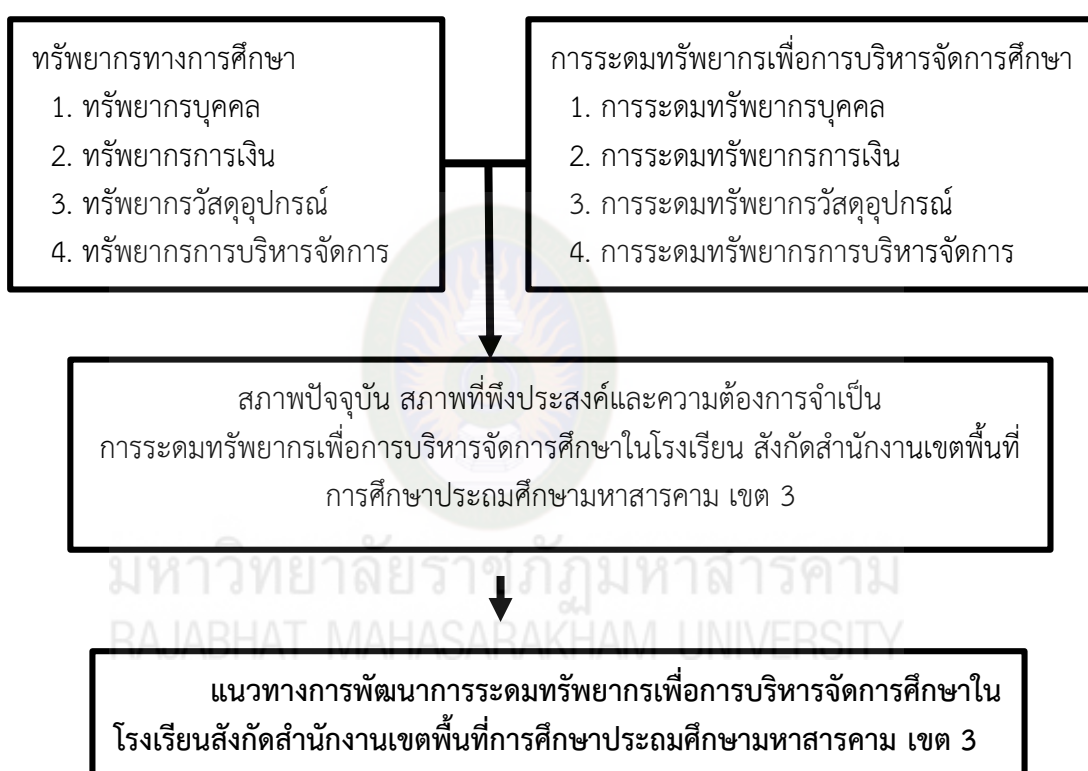 ทรัพยากรทางการศึกษา
1. ทรัพยากรบุคคล
2. ทรัพยากรการเงิน
3. ทรัพยากรวัสดุอุปกรณ์
4. ทรัพยากรการบริหารจัดการ
การระดมทรัพยากรเพื่อการบริหารจัดการศึกษา
1. การระดมทรัพยากรบุคคล
2. การระดมทรัพยากรการเงิน
3. การระดมทรัพยากรวัสดุอุปกรณ์
4. การระดมทรัพยากรการบริหารจัดการ
สภาพปัจจุบัน สภาพที่พึงประสงค์และความต้องการจำเป็น
การระดมทรัพยากรเพื่อการบริหารจัดการศึกษาในโรงเรียน สังกัดสำนักงานเขตพื้นที่
การศึกษาประถมศึกษามหาสารคาม เขต 3
มหาวิทยาลัยราชภัฏมหาสารคาม
RAJABHAT MAHASARAKHAM UNIVERSITY
แนวทางการพัฒนาการระดมทรัพยากรเพื่อการบริหารจัดการศึกษาใน
โรงเรียนสังกัดสำนักงานเขตพื้นที่การศึกษาประถมศึกษามหาสารคาม เขต 3